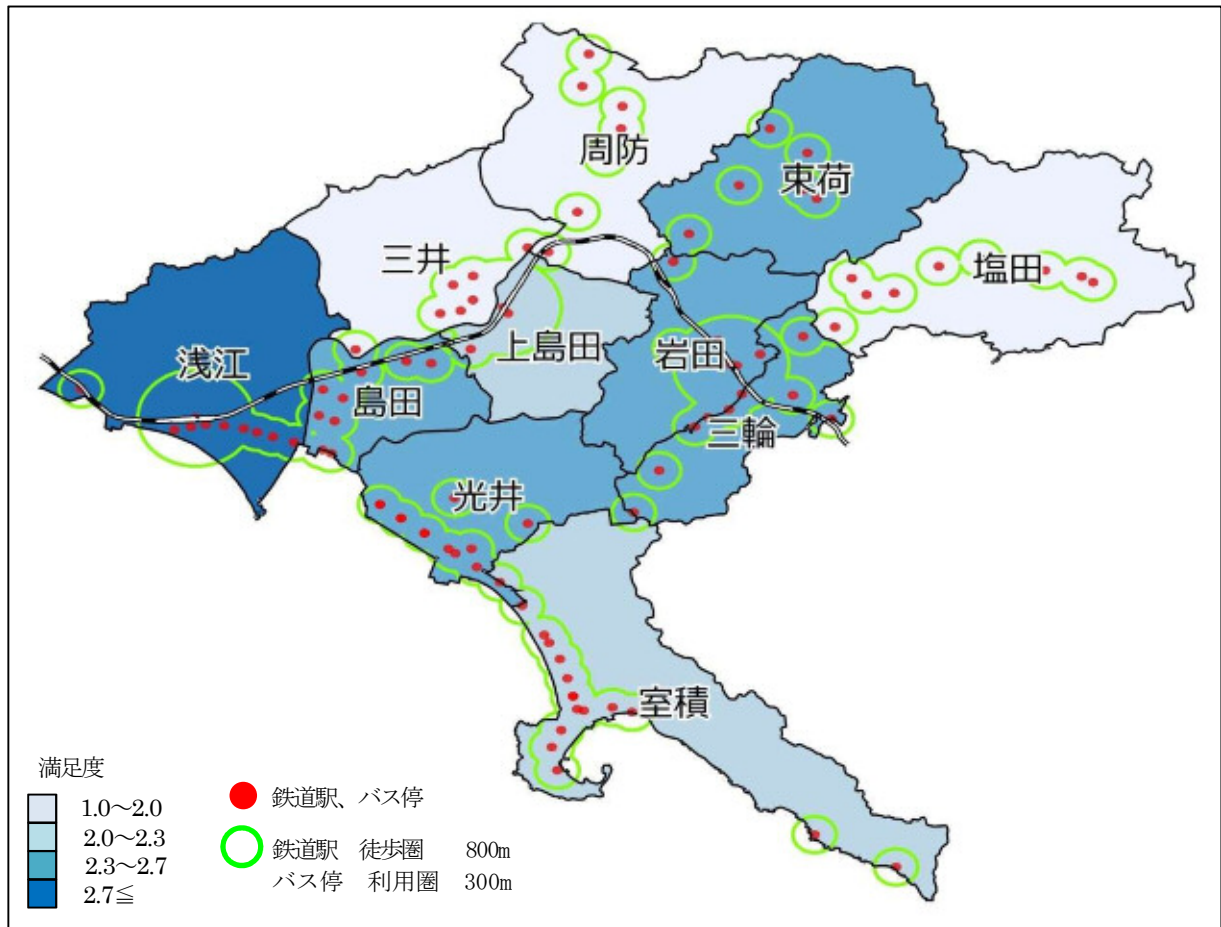 周防
束荷
三井
塩田
上島田
浅江
岩田
島田
三輪
光井
室積
満足度
1.0～2.0
2.0～2.3
2.3～2.7
2.7≦
鉄道駅、バス停
鉄道駅　徒歩圏　800m
バス停　利用圏　300m